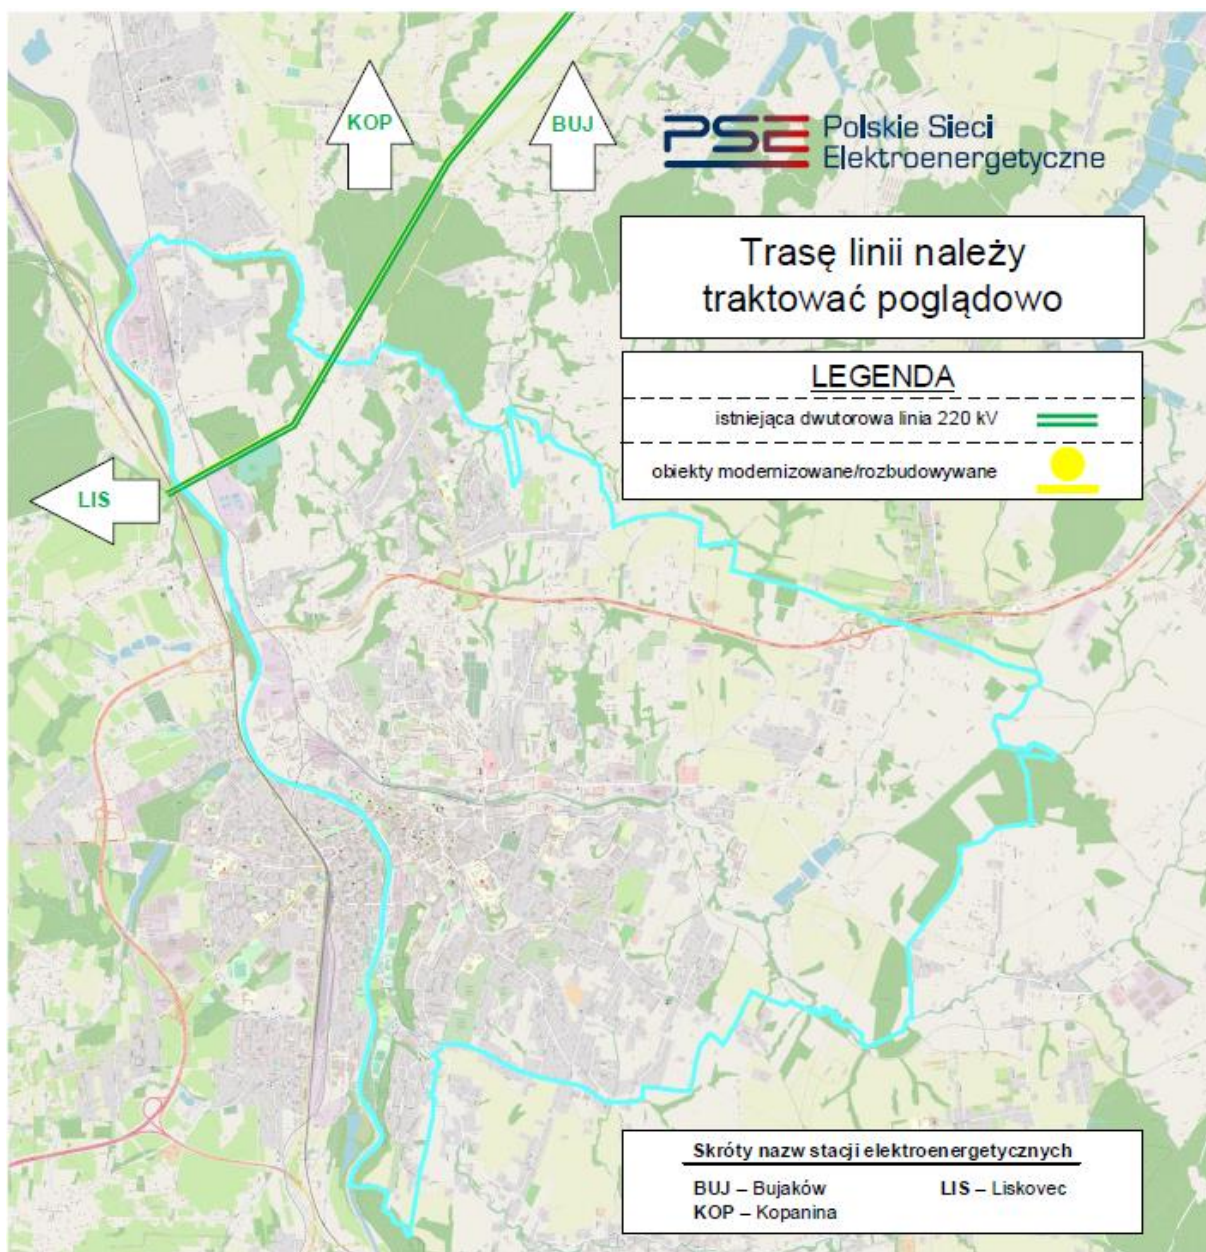 KOP
BUJ
PSE Polskie Sieci
Elektroenergetyczne
Trasę linii należy
traktować poglądowo
LEGENDA
istniejąca dwutorowa linia 220 kV
obiekty modernizowane/rozbudowywane
LIS
Skróty nazw stacji elektroenergetycznych
BUJ – Bujaków LIS – Liskovec
KOP – Kopanina